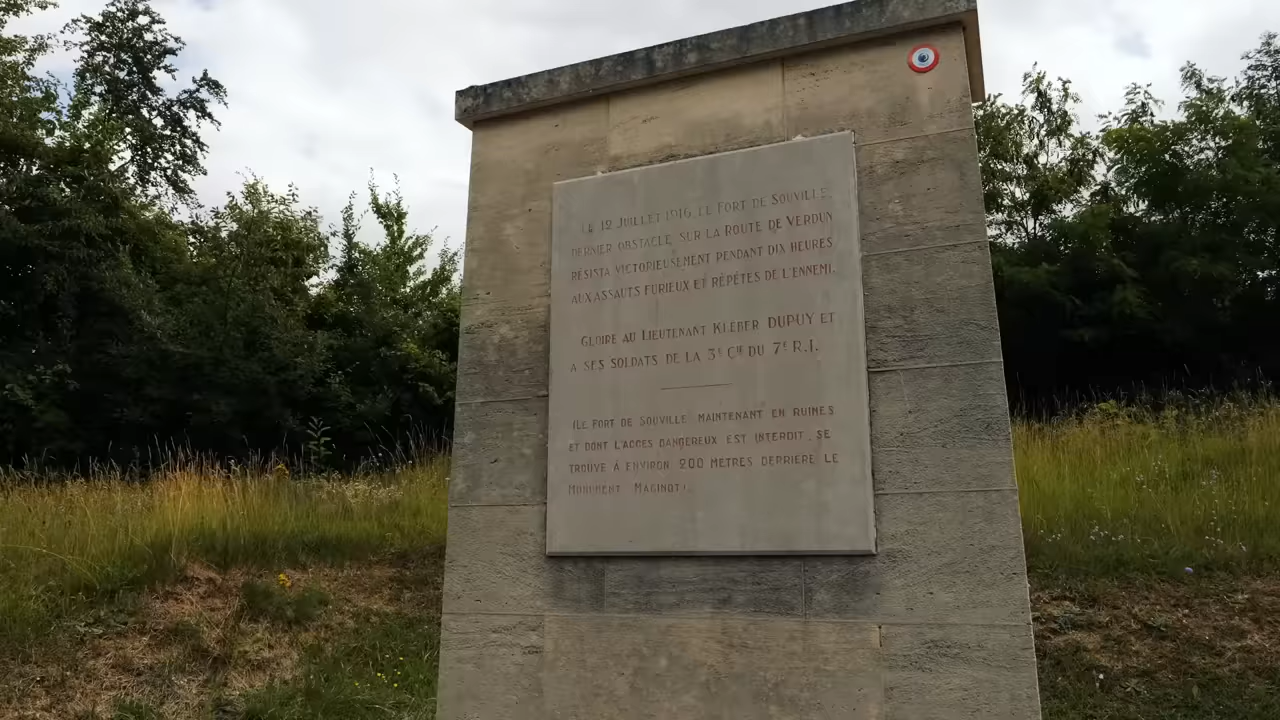 LE 12 JUILLET 1916, LE FORT DE SOUVILLE,
DERNIER OBSTACLE SUR LA ROUTE DE VERDUN
RÉSISTA VICTORIEUSEMENT PENDANT DIX HEURES
AUX ASSAUTS FURIEUX ET RÉPÉTÉS DE L'ENNEMI.
GLOIRE AU LIEUTENANT KLÉBER DUPUY ET
A SES SOLDATS DE LA 3E CIE DU 7E R.I.
(LE FORT DE SOUVILLE MAINTENANT EN RUINES
ET DONT L'ACCES DANGEREUX EST INTERDIT, SE
TROUVE À ENVIRON 200 METRES DERRIÈRE LE
MONUMENT MAGINOT).